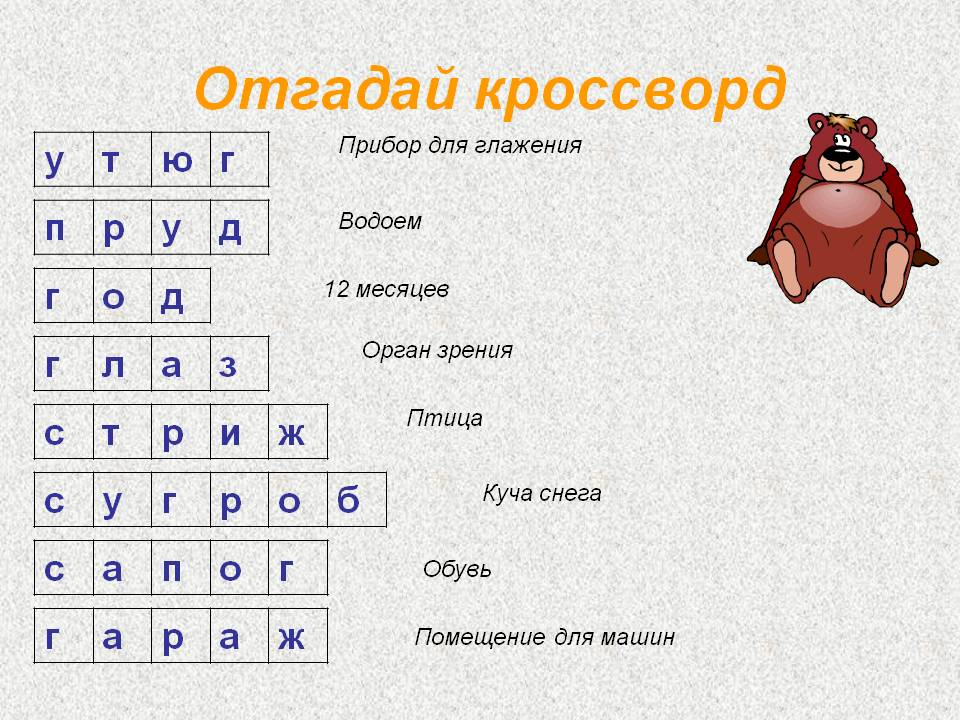 Отгадай кроссворд
утюг Прибор для глажения
пруд Водоем
год 12 месяцев
глаз Орган зрения
стриж Птица
сугроб Куча снега
сапог Обувь
гараж Помещение для машин